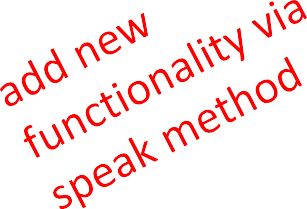 add new
functionality via
speak method